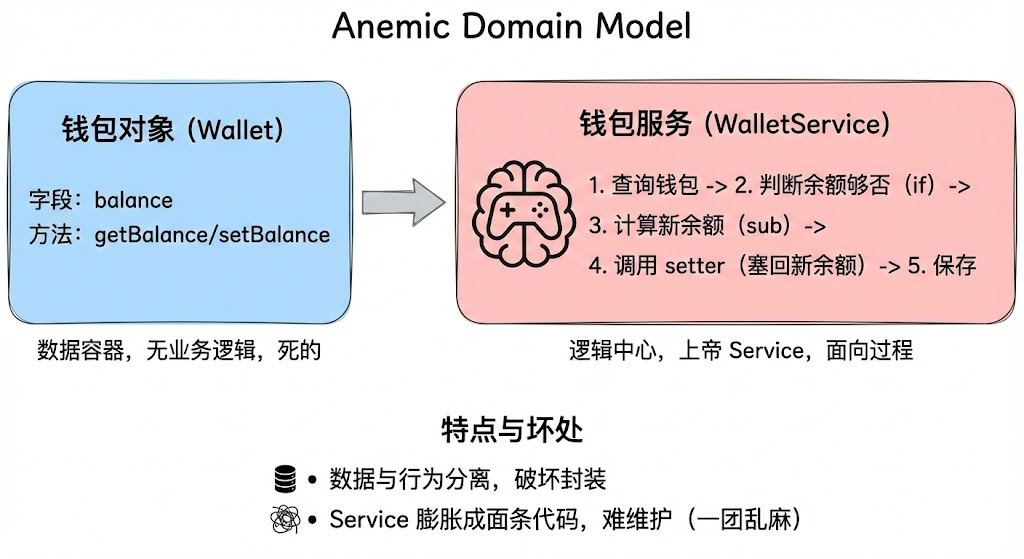 Anemic Domain Model
钱包对象（Wallet）
字段：balance
方法：getBalance/setBalance
数据容器，无业务逻辑，死的
钱包服务（WalletService）
1. 查询钱包 -> 2. 判断余额够否（if）->
3. 计算新余额（sub）->
4. 调用 setter（塞回新余额）-> 5. 保存
逻辑中心，上帝 Service，面向过程
特点与坏处
• 数据与行为分离，破坏封装
• Service 膨胀成面条代码，难维护（一团乱麻）